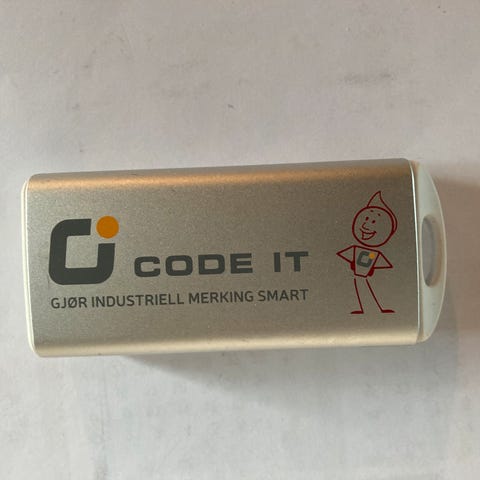 CODE IT
GJØR INDUSTRIELL MERKING SMART